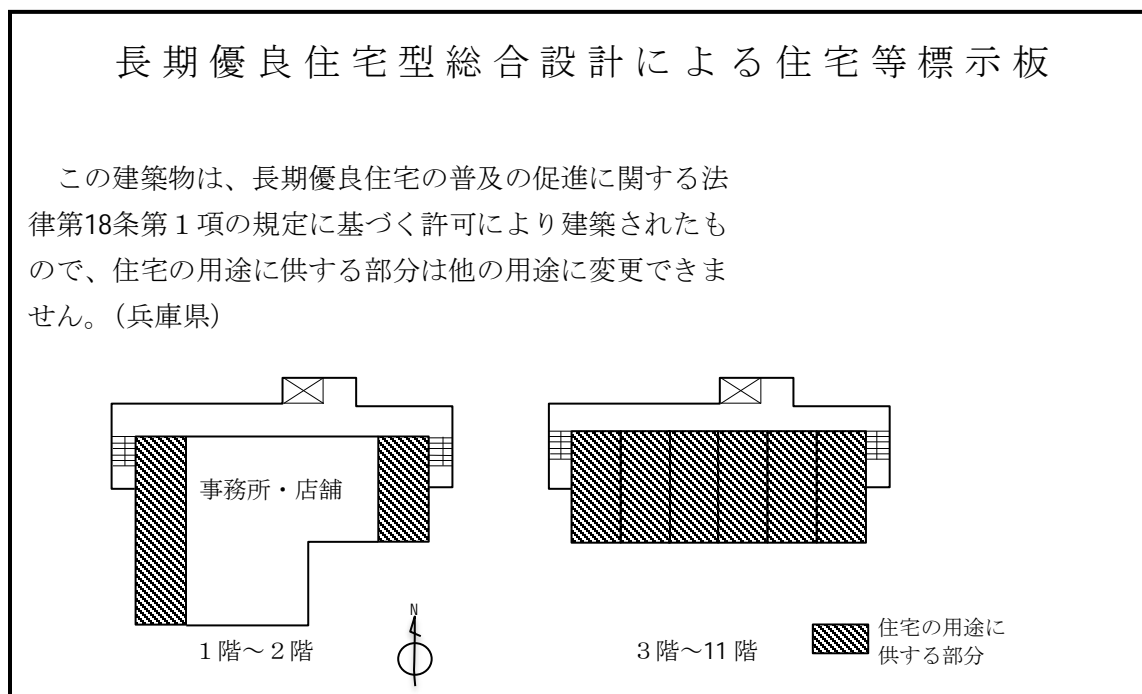 長期優良住宅型総合設計による住宅等標示板
この建築物は、長期優良住宅の普及の促進に関する法
律第18条第１項の規定に基づく許可により建築されたも
ので、住宅の用途に供する部分は他の用途に変更できま
せん。（兵庫県）
事務所・店舗
N
１階～２階
３階～11階
住宅の用途に
供する部分